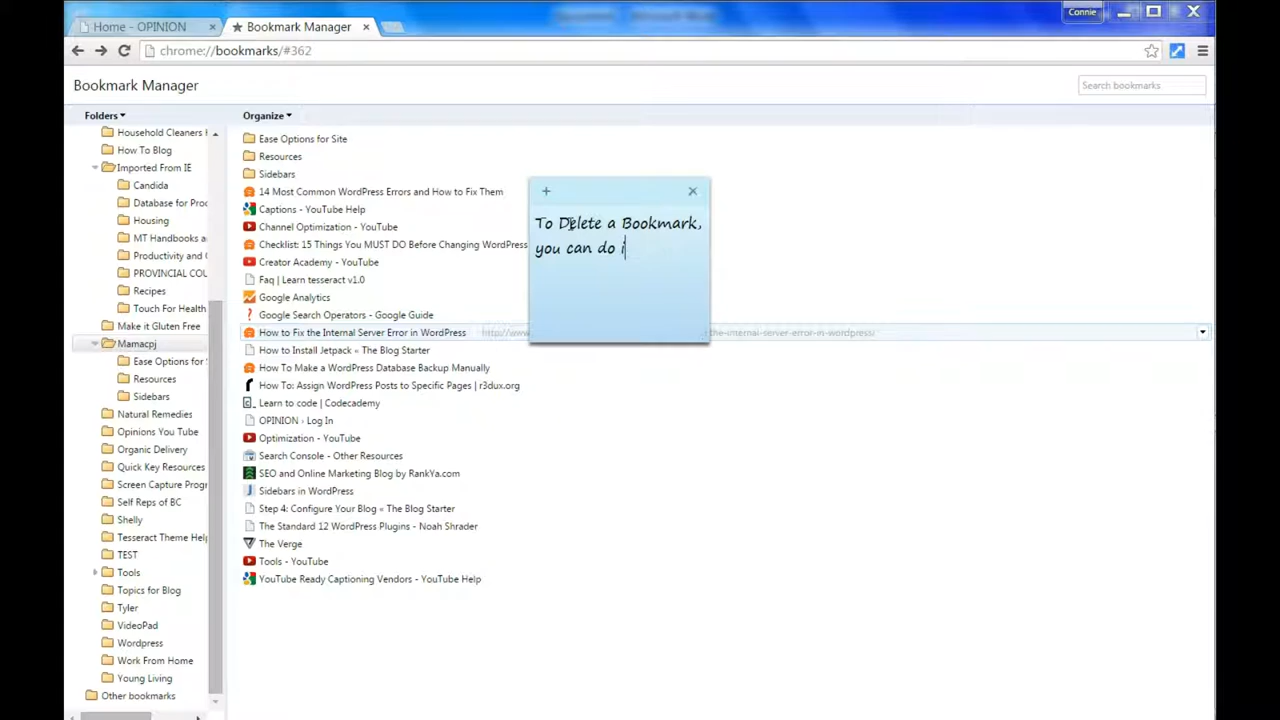 Home - OPINION
Bookmark Manager
Connie
chrome://bookmarks/#362
Bookmark Manager
Search bookmarks
Folders
Organize
Household Cleaners
How To Blog
Imported From IE
Candida
Database for Proc
Housing
MT Handbooks a
Productivity and
PROVINCIAL COU
Recipes
Touch For Health
Make it Gluten Free
Mamacpj
Ease Options for
Resources
Sidebars
Natural Remedies
Opinions You Tube
Organic Delivery
Quick Key Resources
Screen Capture Progr
Self Reps of BC
Shelly
Tesseract Theme Help
TEST
Tools
Topics for Blog
Tyler
VideoPad
Wordpress
Work From Home
Young Living
Other bookmarks
Ease Options for Site
Resources
Sidebars
14 Most Common WordPress Errors and How to Fix Them
Captions - YouTube Help
Channel Optimization - YouTube
Checklist: 15 Things You MUST DO Before Changing WordPress
Creator Academy - YouTube
Faq | Learn tesseract v1.0
Google Analytics
Google Search Operators - Google Guide
How to Fix the Internal Server Error in WordPress http://www the-internal-server-error-in-wordpress/
How to Install Jetpack « The Blog Starter
How To Make a WordPress Database Backup Manually
How To: Assign WordPress Posts to Specific Pages | r3dux.org
Learn to code | Codecademy
OPINION › Log In
Optimization - YouTube
Search Console - Other Resources
SEO and Online Marketing Blog by RankYa.com
Sidebars in WordPress
Step 4: Configure Your Blog « The Blog Starter
The Standard 12 WordPress Plugins - Noah Shrader
The Verge
Tools - YouTube
YouTube Ready Captioning Vendors - YouTube Help
To Delete a Bookmark,
you can do i